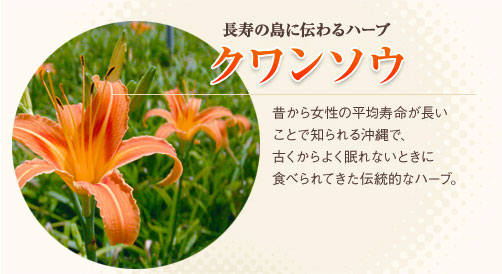 長寿の島に伝わるハーブ
クワンソウ
昔から女性の平均寿命が長い
ことで知られる沖縄で、
古くからよく眠れないときに
食べられてきた伝統的なハーブ。